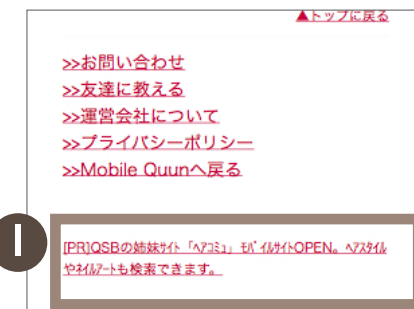 ▲トップに戻る
>>お問い合わせ
>>友達に教える
>>運営会社について
>>プライバシーポリシー
>>Mobile Quunへ戻る
I
[PR]QSBの姉妹ｻｲﾄ「ﾍｱｺﾐｭ」ﾓﾊﾞｲﾙｻｲﾄOPEN。ﾍｱｽﾀｲﾙ
やﾈｲﾙｱｰﾄも検索できます。